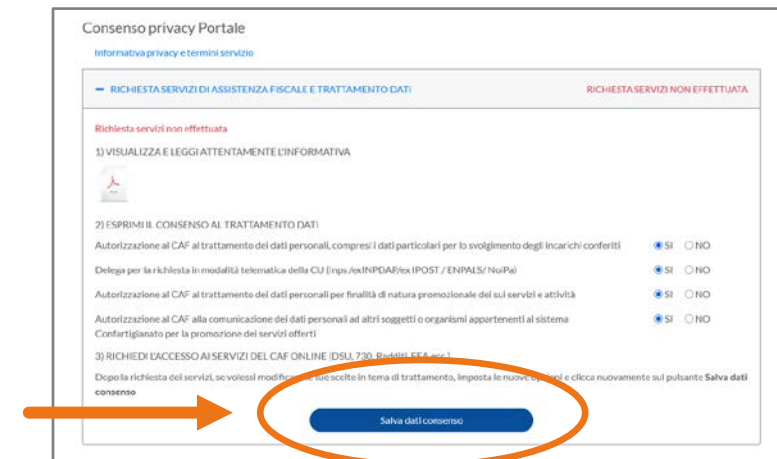 Consenso privacy Portale
Informativa privacy e termini servizio
RICHIESTA SERVIZI DI ASSISTENZA FISCALE E TRATTAMENTO DATI RICHIESTA SERVIZI NON EFFETTUATA
Richiesta servizi non effettuata
1) VISUALIZZA E LEGGI ATTENTAMENTE L'INFORMATIVA
2) ESPRIMI IL CONSENSO AL TRATTAMENTO DATI
Autorizzazione al CAF al trattamento dei dati personali, compresi i dati particolari per lo svolgimento degli incarichi conferiti SI NO
Delega per la richiesta in modalità telematica della CU (Inps /exINPDAP/ex IPOST / ENPALS/ NoiPa) SI NO
Autorizzazione al CAF al trattamento dei dati personali per finalità di natura promozionale dei sui servizi e attività SI NO
Autorizzazione al CAF alla comunicazione dei dati personali ad altri soggetti o organismi appartenenti al sistema SI NO
Confartigianato per la promozione dei servizi offerti
3) RICHIEDI L'ACCESSO AI SERVIZI DEL CAF ONLINE (DSU, 730, Redditi,
Dopo la richiesta dei servizi, se volessi tue scelte in tema di trattamento, imposta le nuove e clicca nuovamente sul pulsante Salva dati
consenso
Salva dati consenso